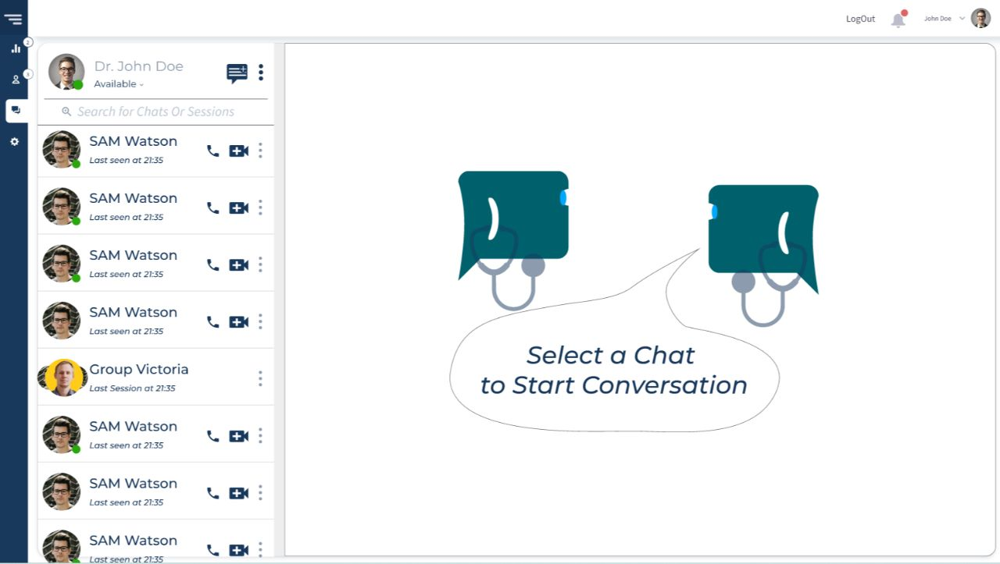 LogOut
John Doe
2
3
Dr. John Doe
Available
Search for Chats Or Sessions
SAM Watson
Last seen at 21:35
SAM Watson
Last seen at 21:35
SAM Watson
Last seen at 21:35
SAM Watson
Last seen at 21:35
Group Victoria
Last Session at 21:35
SAM Watson
Last seen at 21:35
SAM Watson
Last seen at 21:35
SAM Watson
Last seen at 21:35
Select a Chat
to Start Conversation